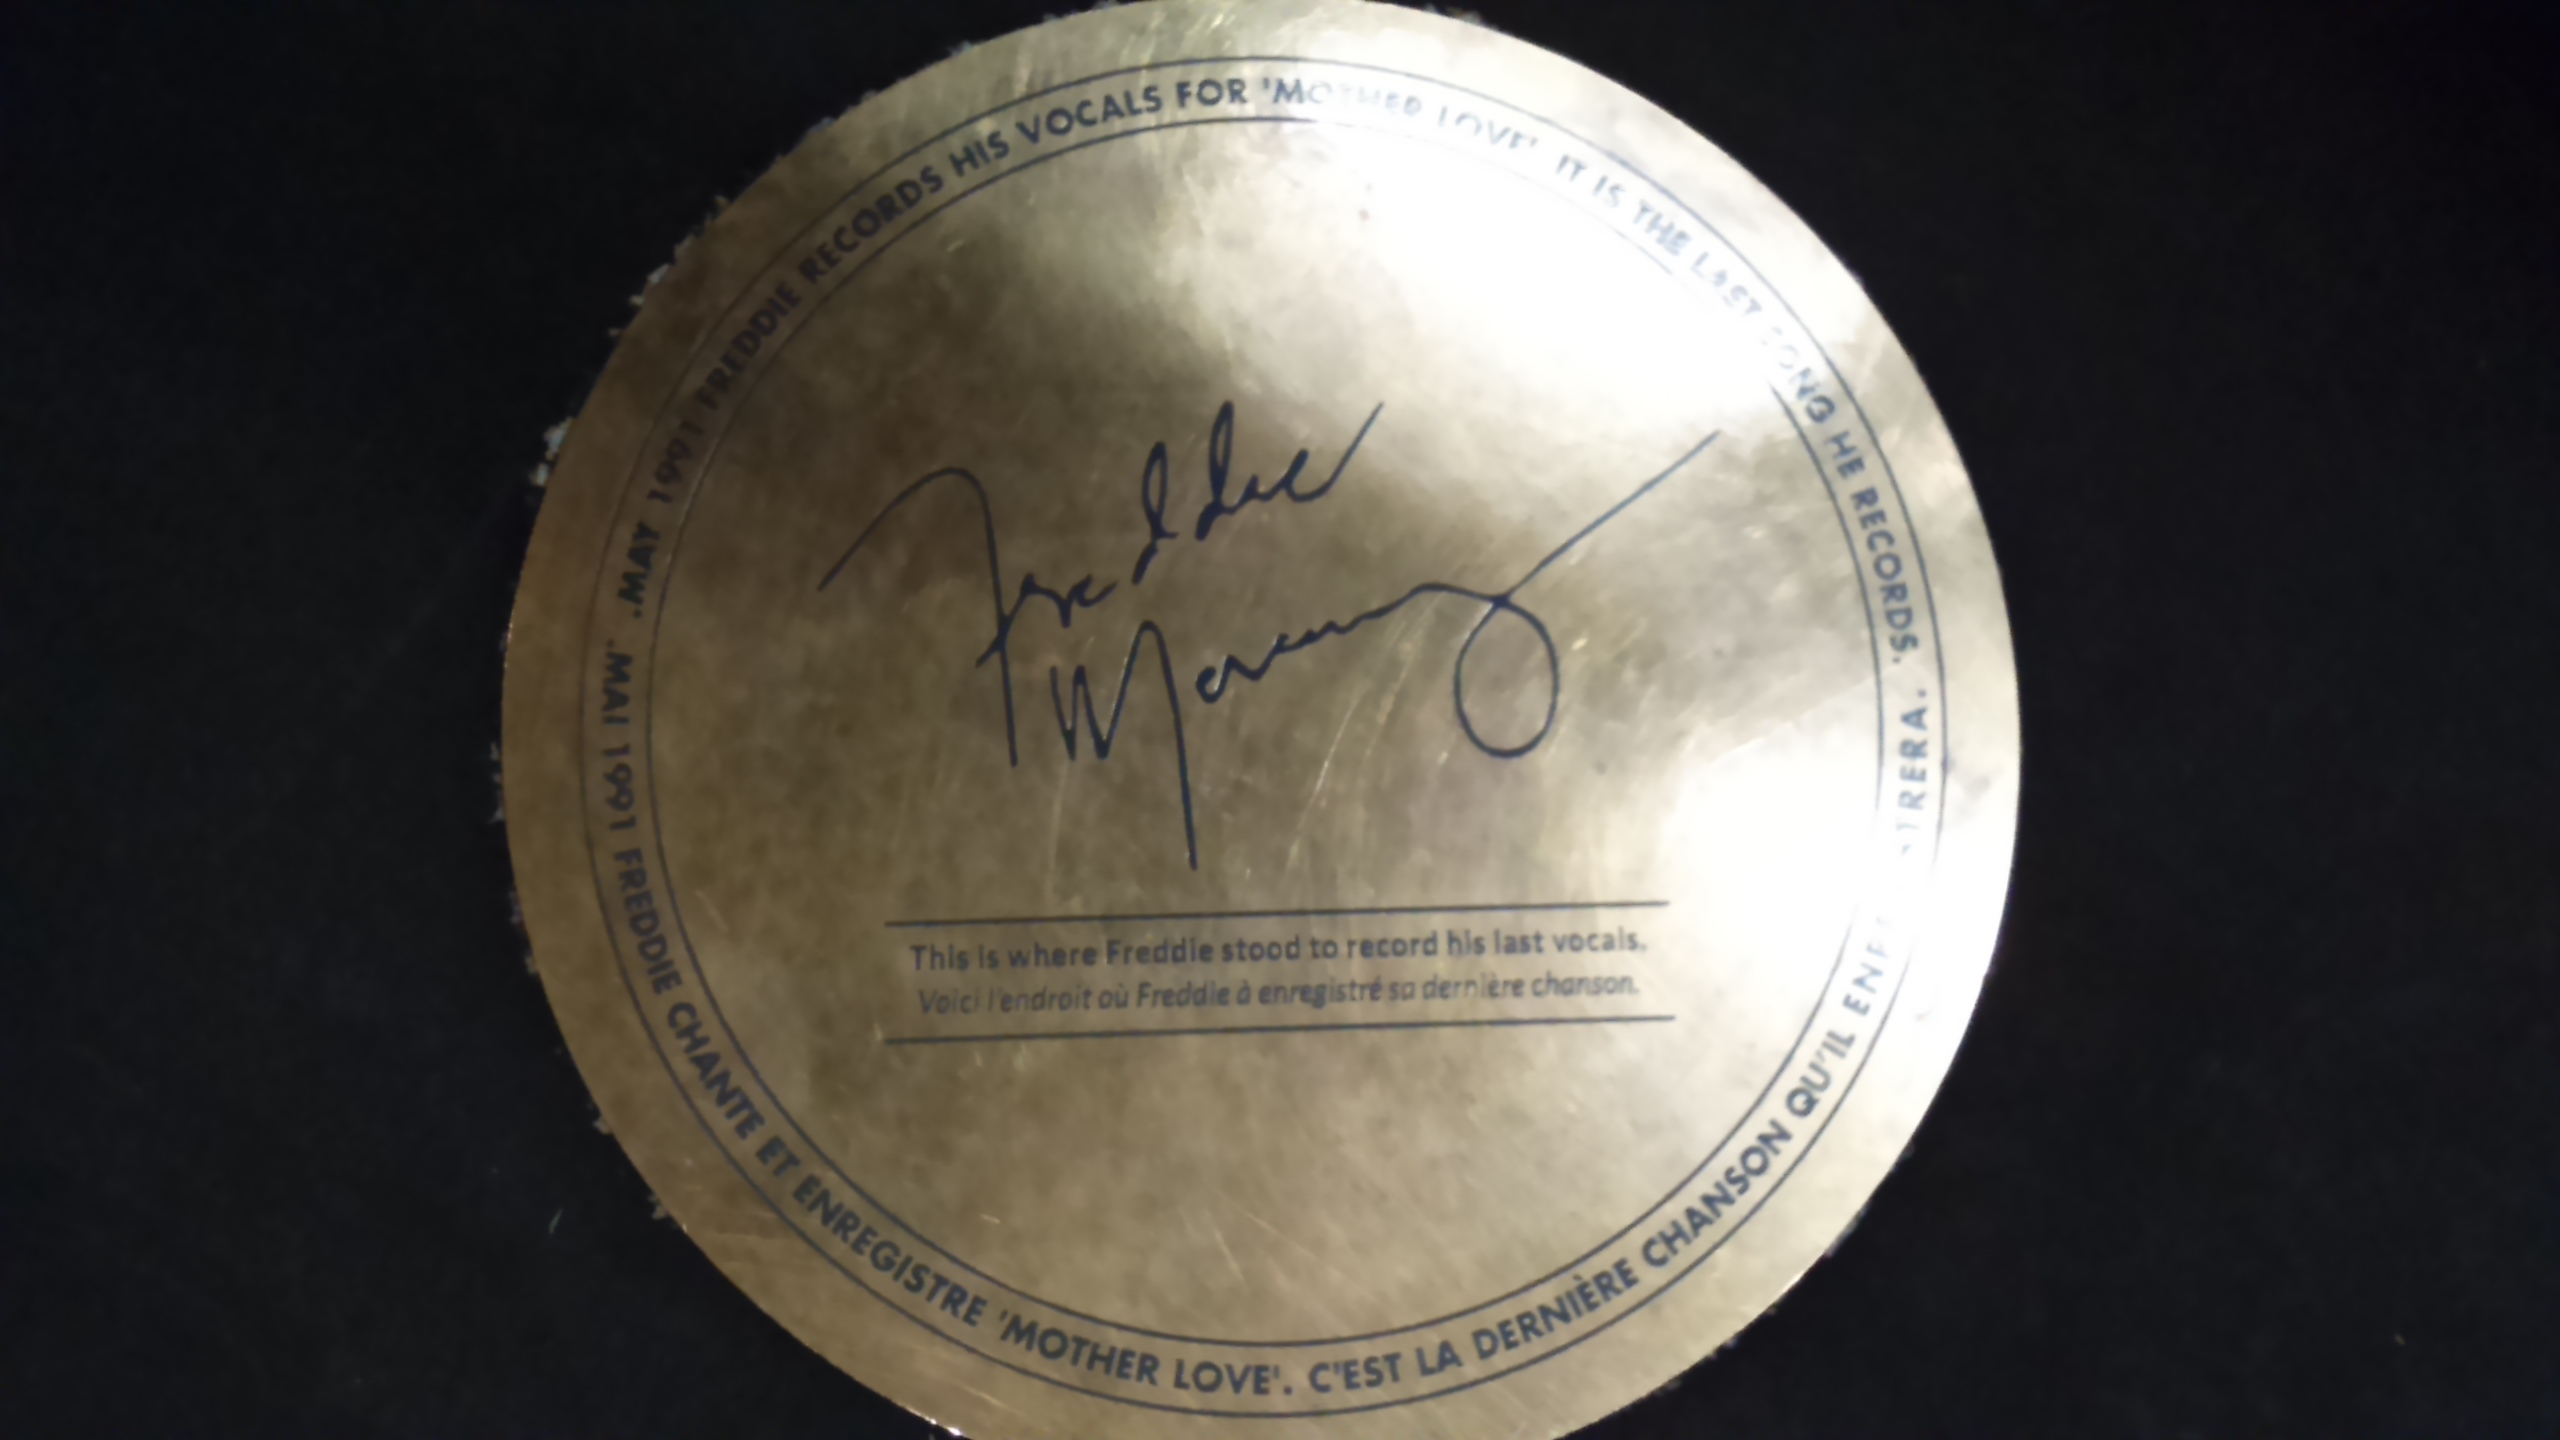 .MAY 1991 FREDDIE RECORDS HIS VOCALS FOR 'MOTHER LOVE'. IT IS THE LAST SONG HE RECORDS.
Freddie
Mercury
This is where Freddie stood to record his last vocals.
Voici l'endroit où Freddie à enregistré sa dernière chanson.
.MAI 1991 FREDDIE CHANTE ET ENREGISTRE 'MOTHER LOVE'. C'EST LA DERNIÈRE CHANSON QU'IL